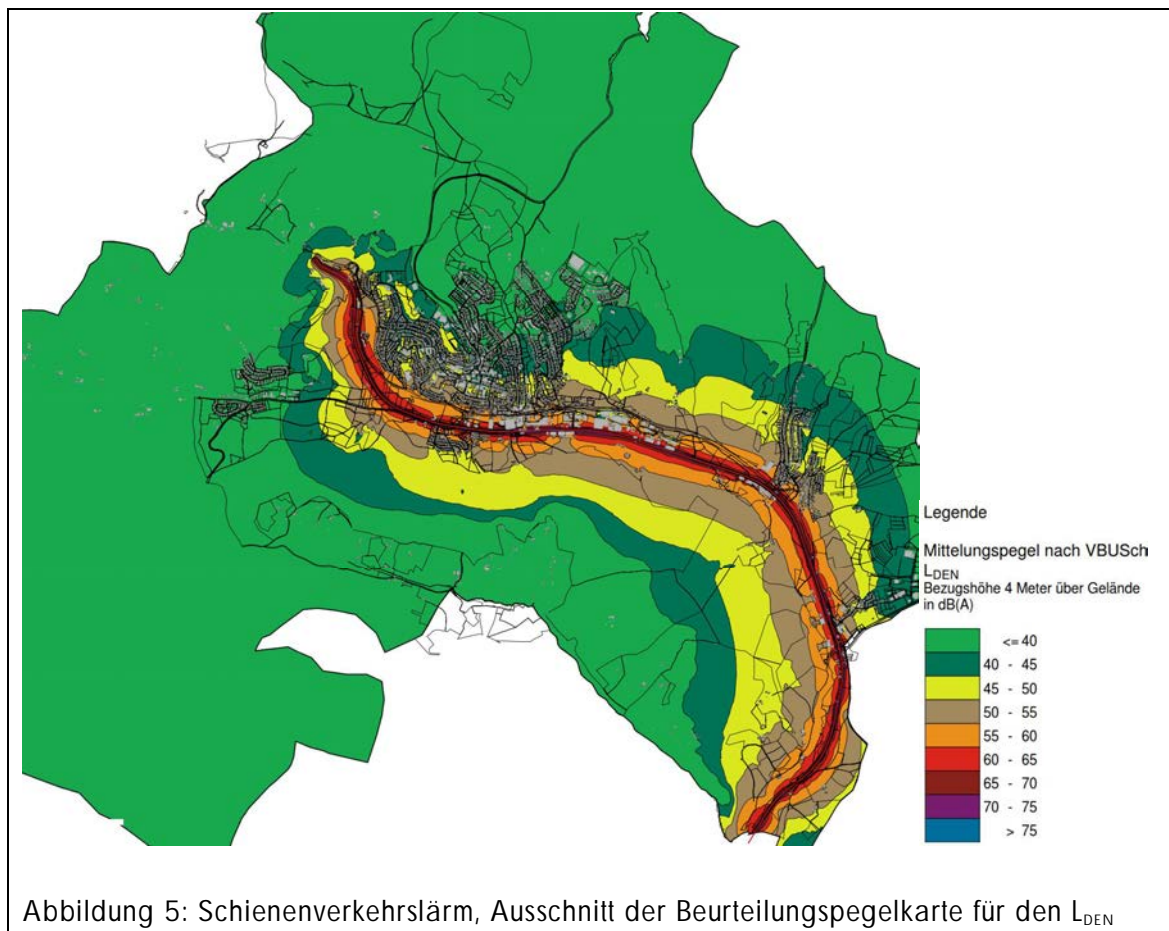 Legende
Mittelungspegel nach VBUSch
LDEN
Bezugshöhe 4 Meter über Gelände
in dB(A)
<= 40
40 - 45
45 - 50
50 - 55
55 - 60
60 - 65
65 - 70
70 - 75
> 75
Abbildung 5: Schienenverkehrslärm, Ausschnitt der Beurteilungspegelkarte für den LDEN